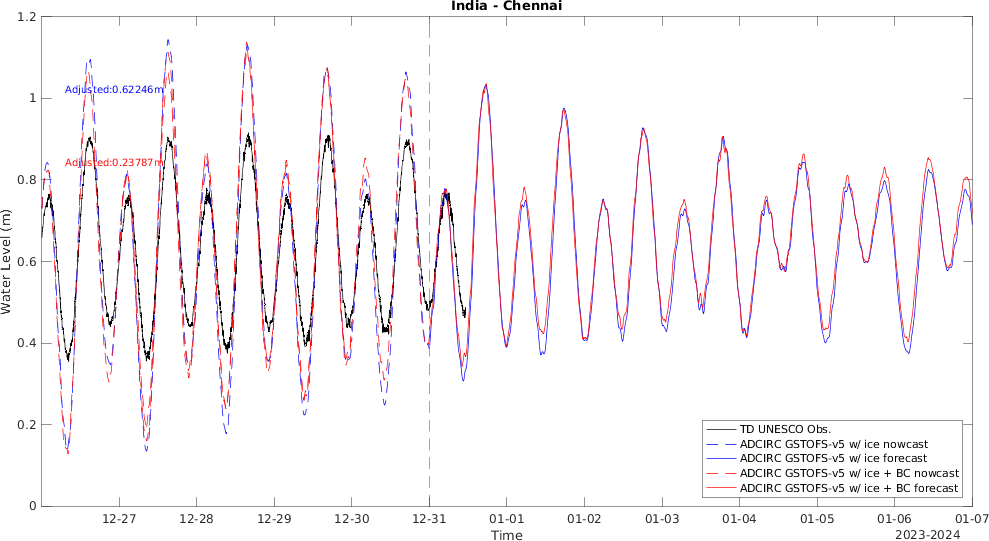 India - Chennai
1.2
1
0.8
0.6
0.4
0.2
0
Water Level (m)
Adjusted:0.62246m
Adjusted:0.23787m
TD UNESCO Obs.
ADCIRC GSTOFS-v5 w/ ice nowcast
ADCIRC GSTOFS-v5 w/ ice forecast
ADCIRC GSTOFS-v5 w/ ice + BC nowcast
ADCIRC GSTOFS-v5 w/ ice + BC forecast
12-27 12-28 12-29 12-30 12-31 01-01 01-02 01-03 01-04 01-05 01-06 01-07
Time
2023-2024